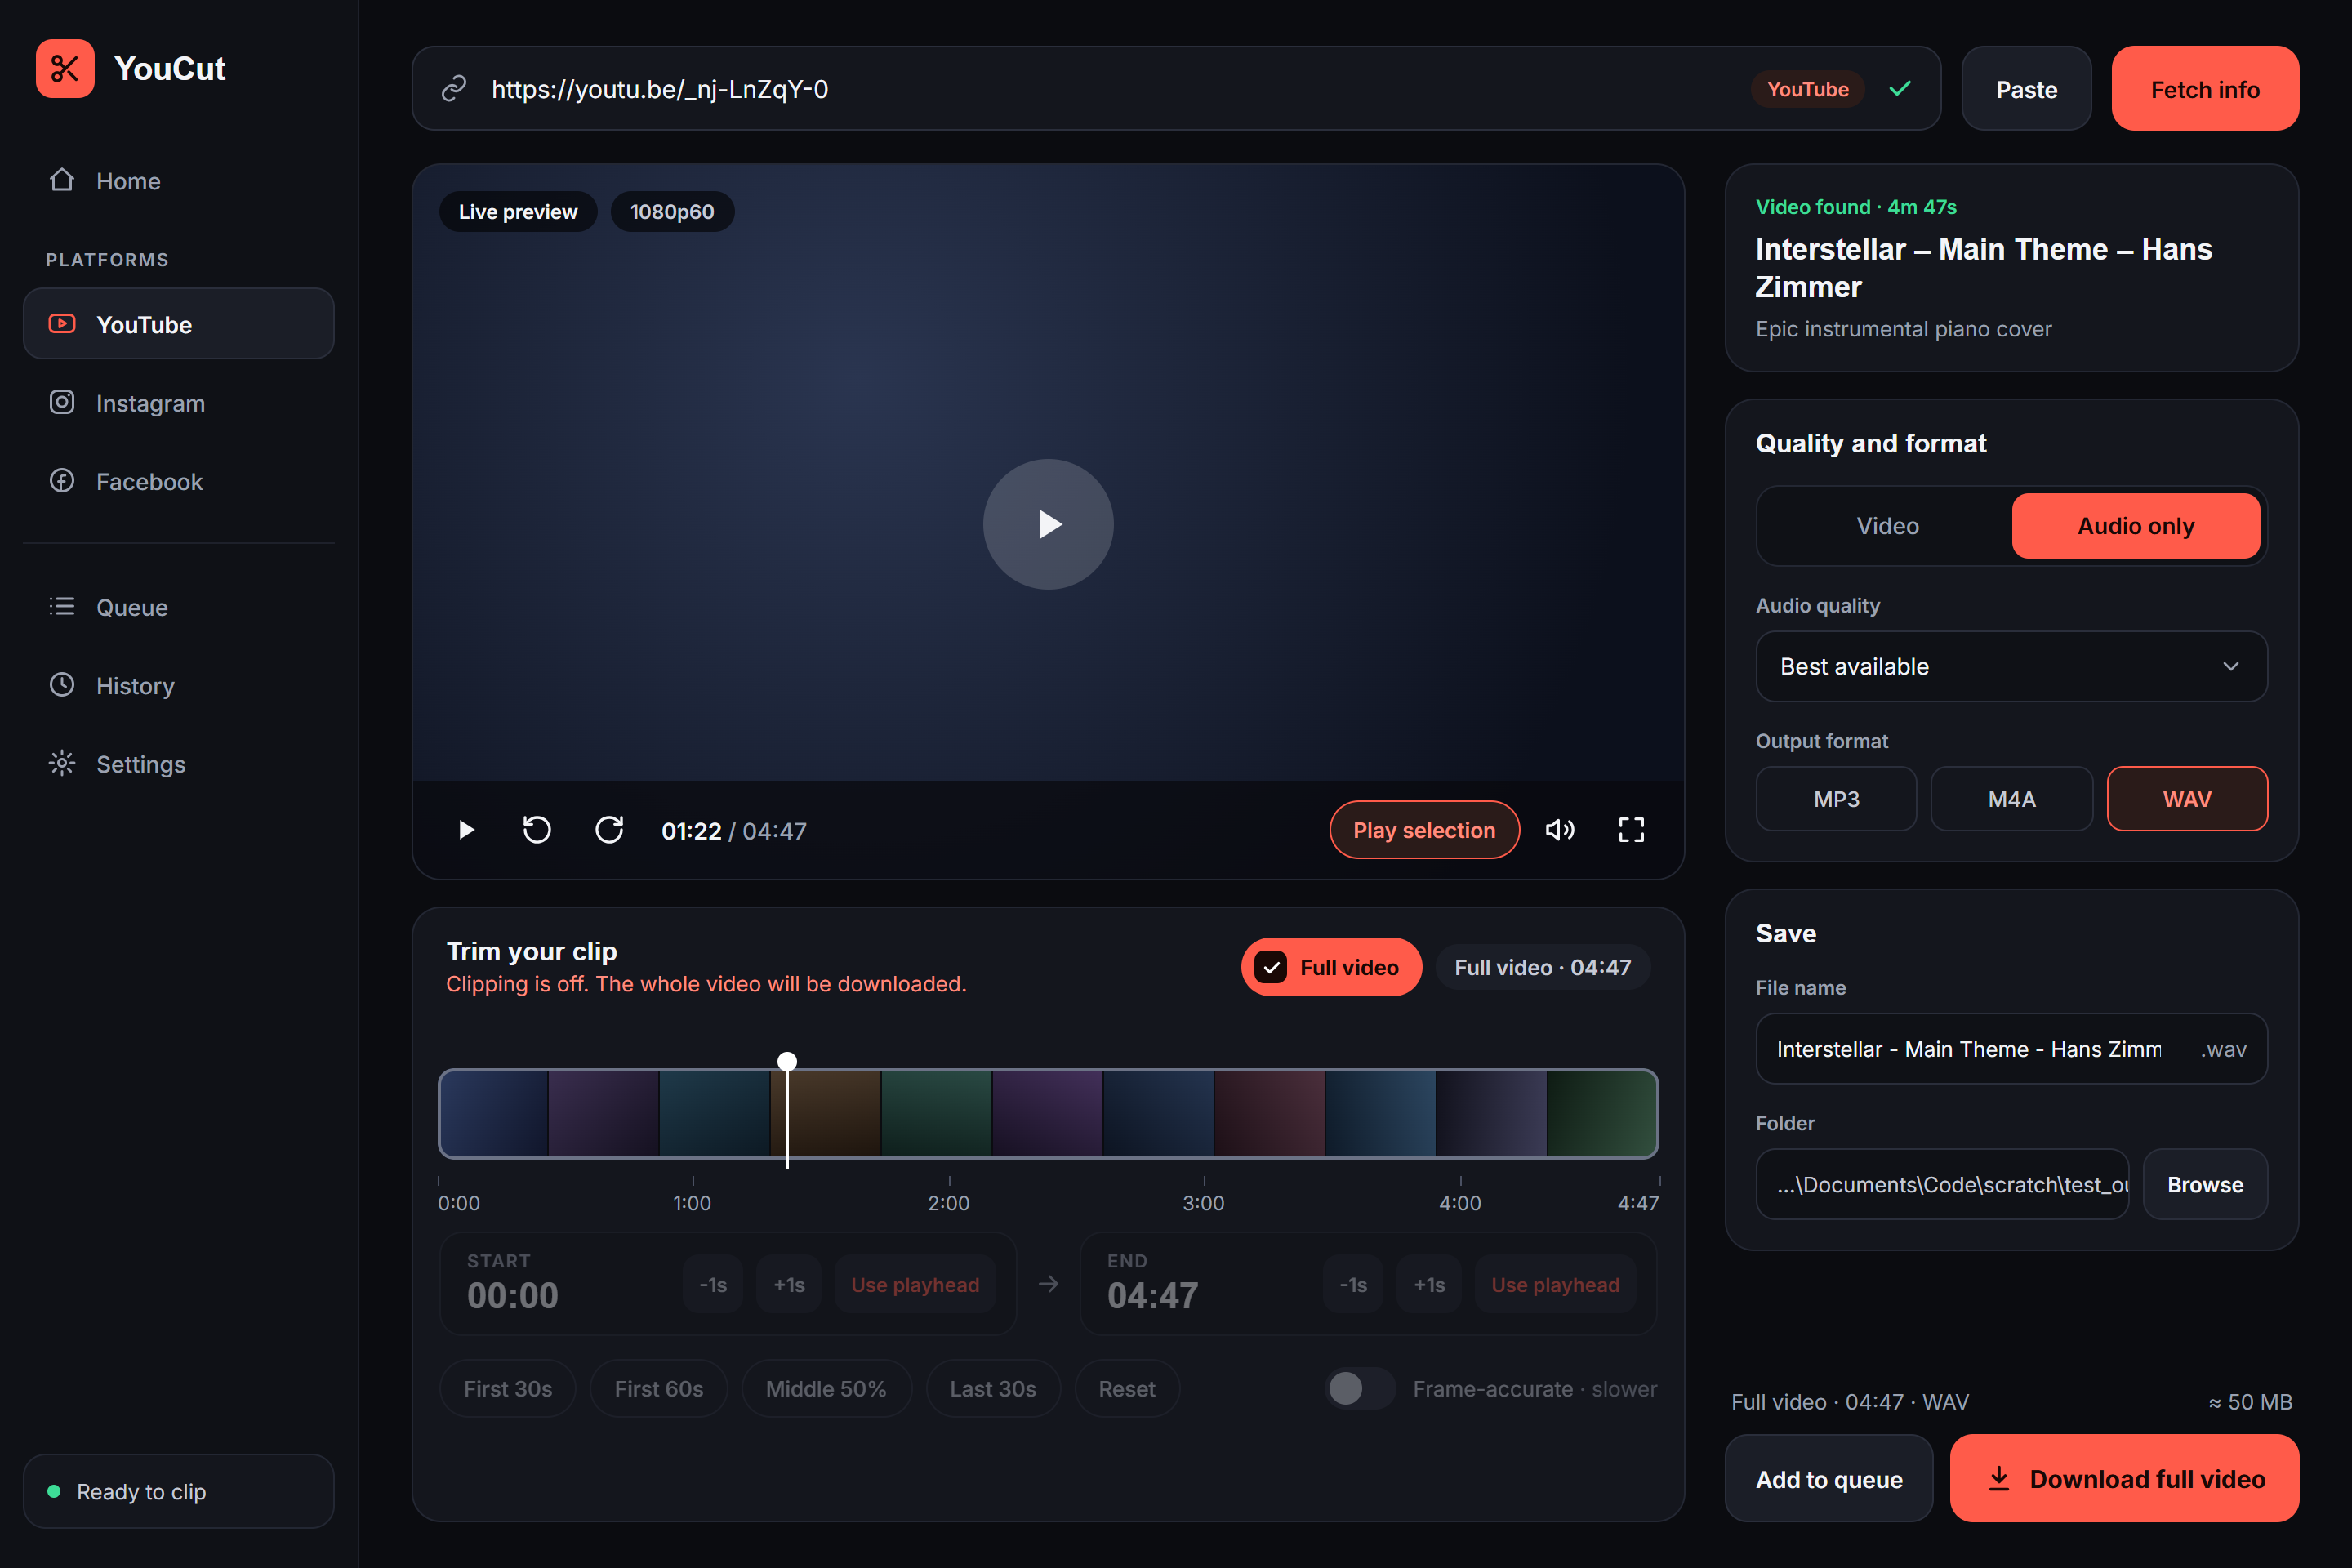 YouCut
Home
PLATFORMS
YouTube
Instagram
Facebook
Queue
History
Settings
Ready to clip
https://youtu.be/_nj-LnZqY-0
YouTube
Paste
Fetch info
Live preview
1080p60
01:22 / 04:47
Play selection
Trim your clip
Clipping is off. The whole video will be downloaded.
Full video
Full video · 04:47
0:00
1:00
2:00
3:00
4:00
4:47
START
00:00
-1s
+1s
Use playhead
END
04:47
-1s
+1s
Use playhead
First 30s
First 60s
Middle 50%
Last 30s
Reset
Frame-accurate · slower
Video found · 4m 47s
Interstellar – Main Theme – Hans
Zimmer
Epic instrumental piano cover
Quality and format
Video
Audio only
Audio quality
Best available
Output format
MP3
M4A
WAV
Save
File name
Interstellar - Main Theme - Hans Zimm
.wav
Folder
...\Documents\Code\scratch\test_ou
Browse
Full video · 04:47 · WAV
≈ 50 MB
Add to queue
Download full video